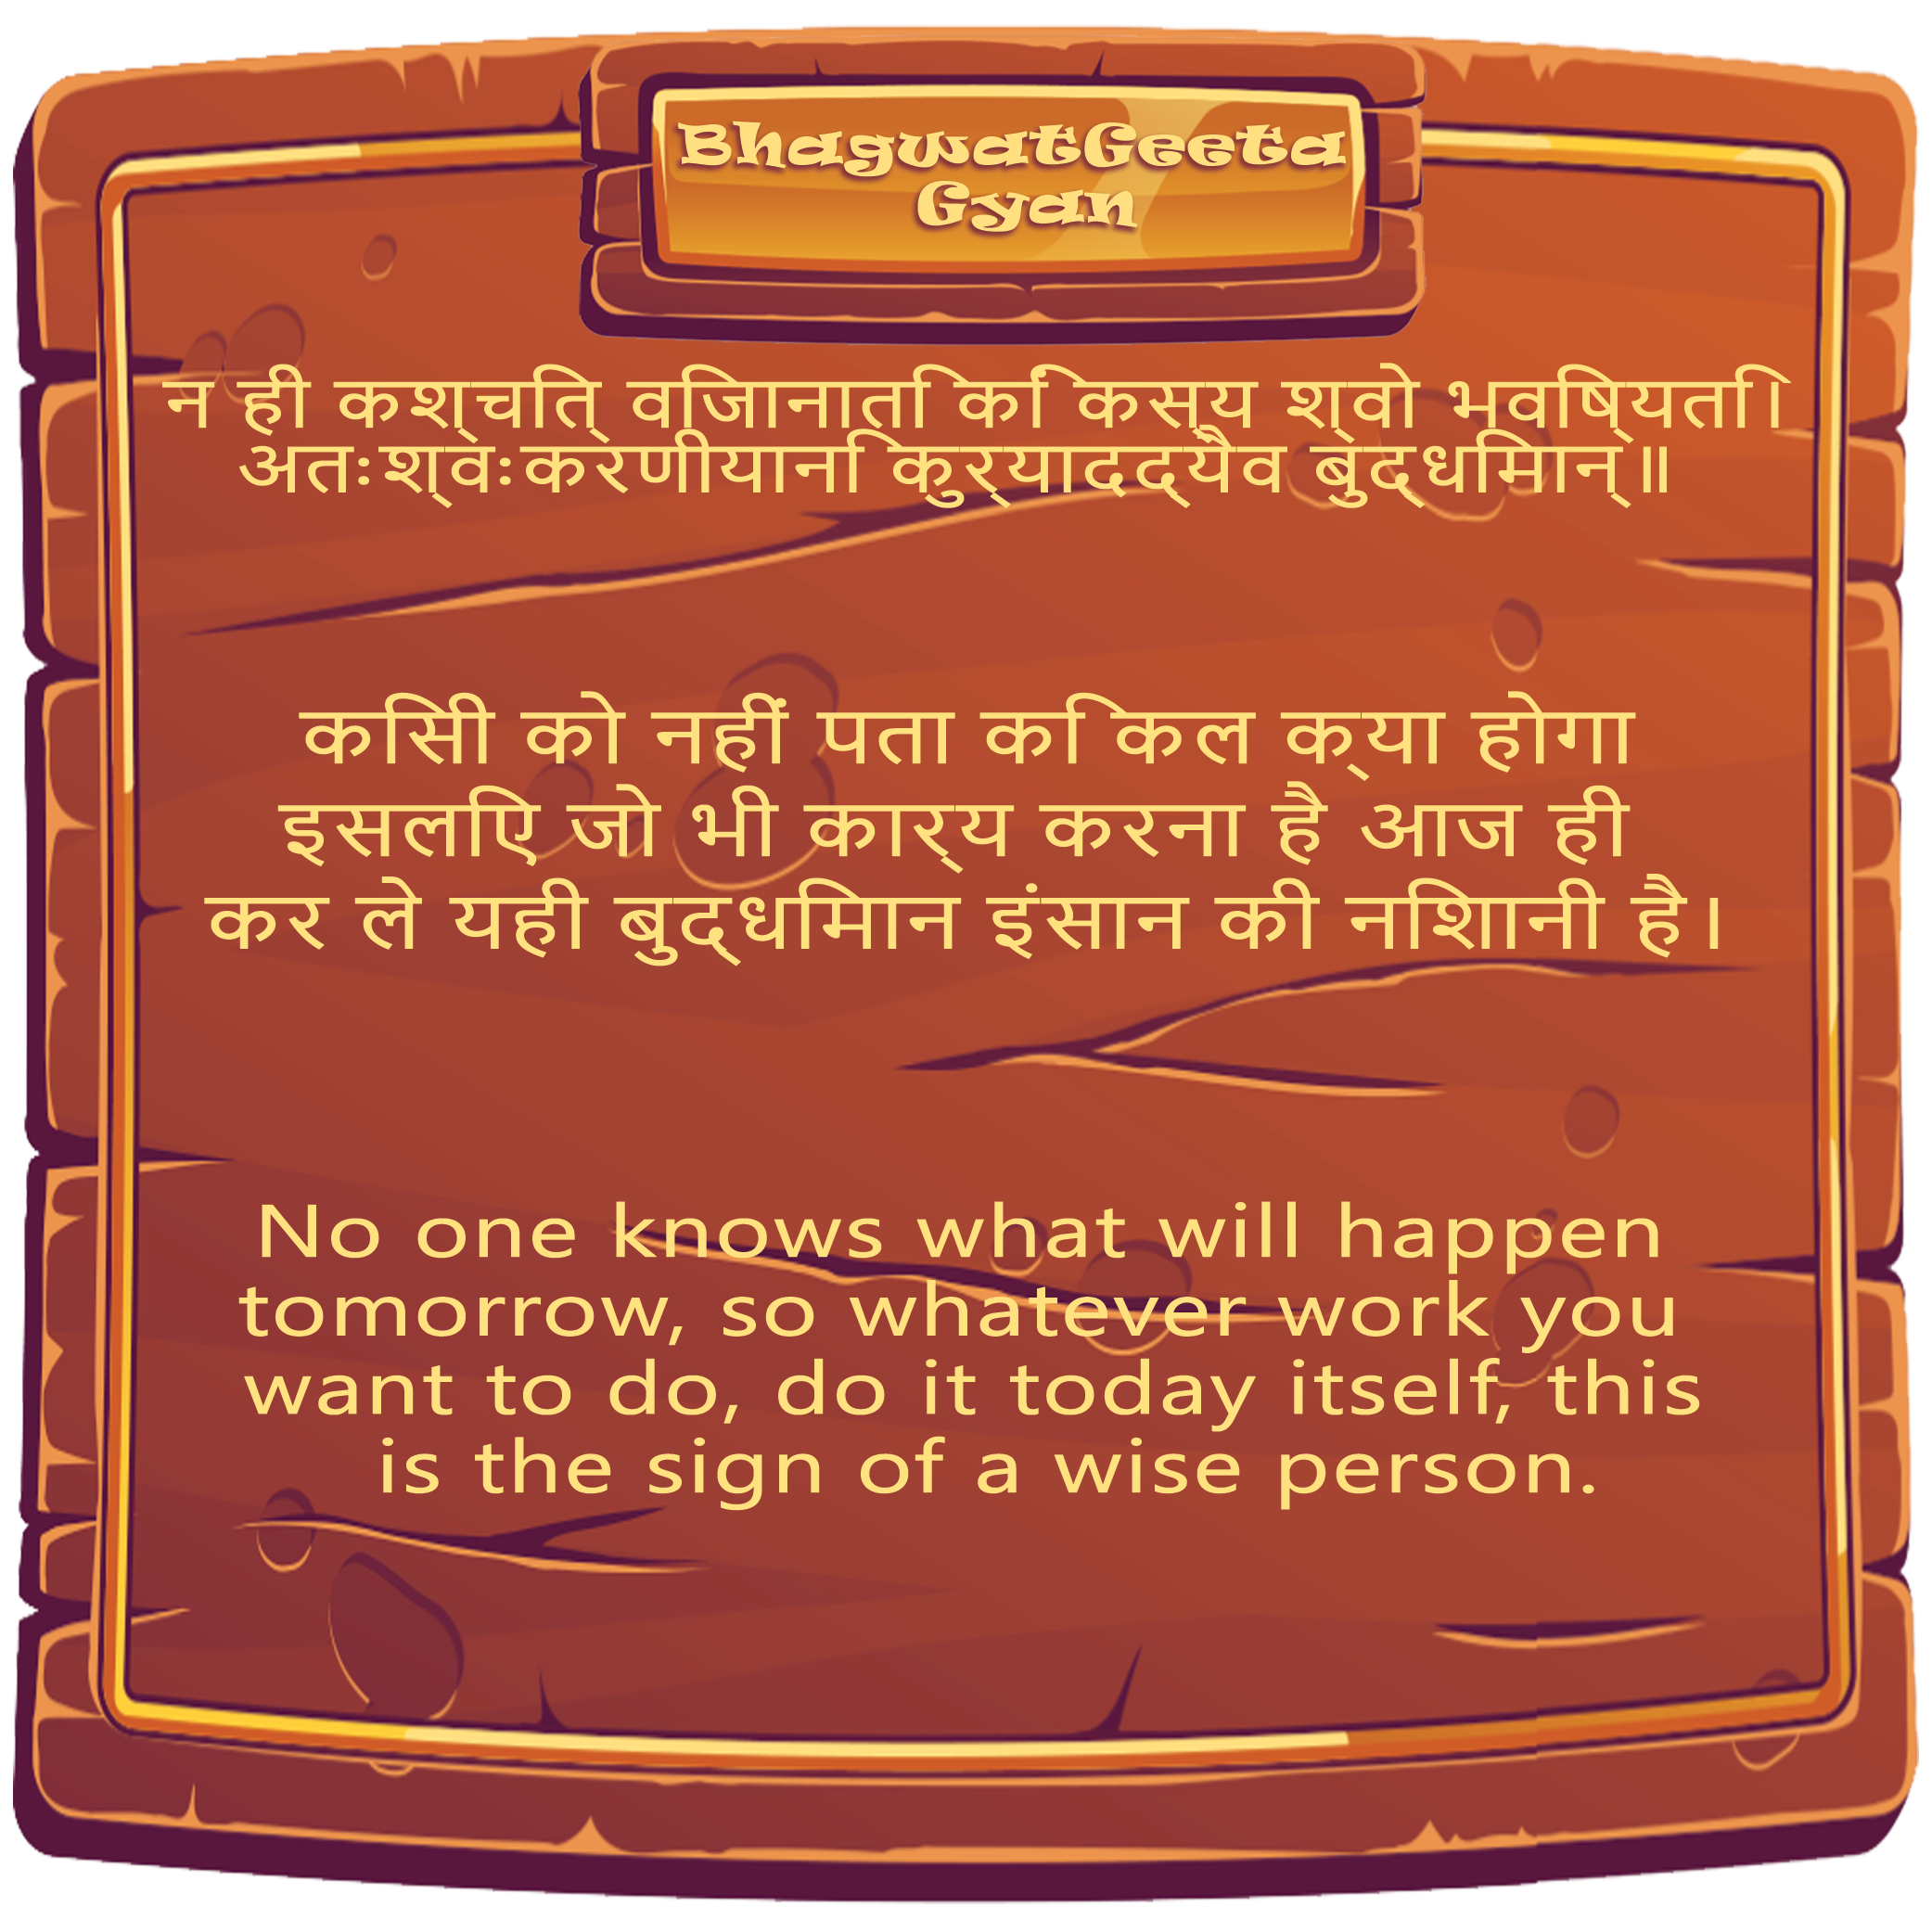 BhagwatGeeta
Gyan
न ही कश्चित् विजानाति किं कस्य श्वो भविष्यति।
अतः श्वः करणीयानि कुर्यादद्यैव बुद्धिमान्॥
किसी को नहीं पता कि कल क्या होगा
इसलिए जो भी कार्य करना है आज ही
कर ले यही बुद्धिमान इंसान की निशानी है।
No one knows what will happen
tomorrow, so whatever work you
want to do, do it today itself, this
is the sign of a wise person.